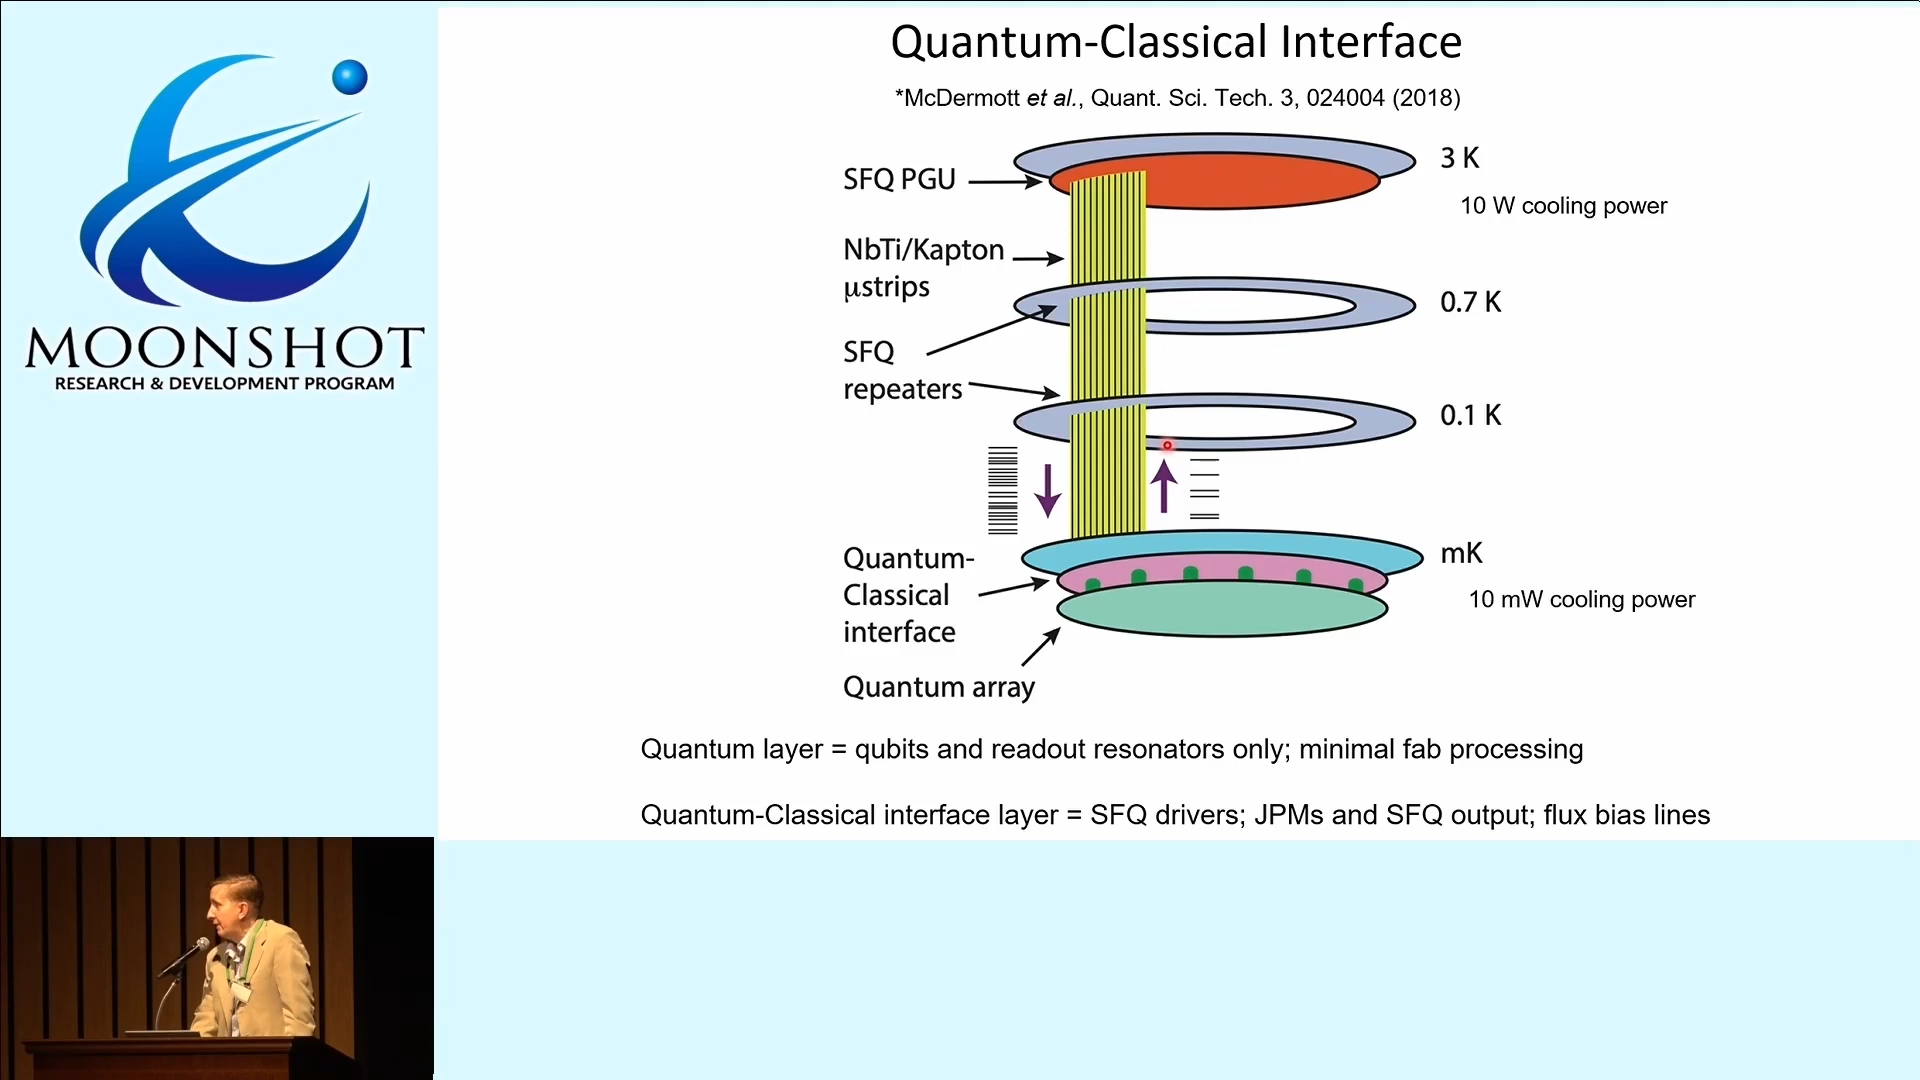 MOONSHOT
RESEARCH & DEVELOPMENT PROGRAM
Quantum-Classical Interface
*McDermott et al., Quant. Sci. Tech. 3, 024004 (2018)
3 K
SFQ PGU
10 W cooling power
NbTi/Kapton
μstrips
0.7 K
SFQ
repeaters
0.1 K
Quantum-
Classical
interface
mK
10 mW cooling power
Quantum array
Quantum layer = qubits and readout resonators only; minimal fab processing
Quantum-Classical interface layer = SFQ drivers; JPMs and SFQ output; flux bias lines